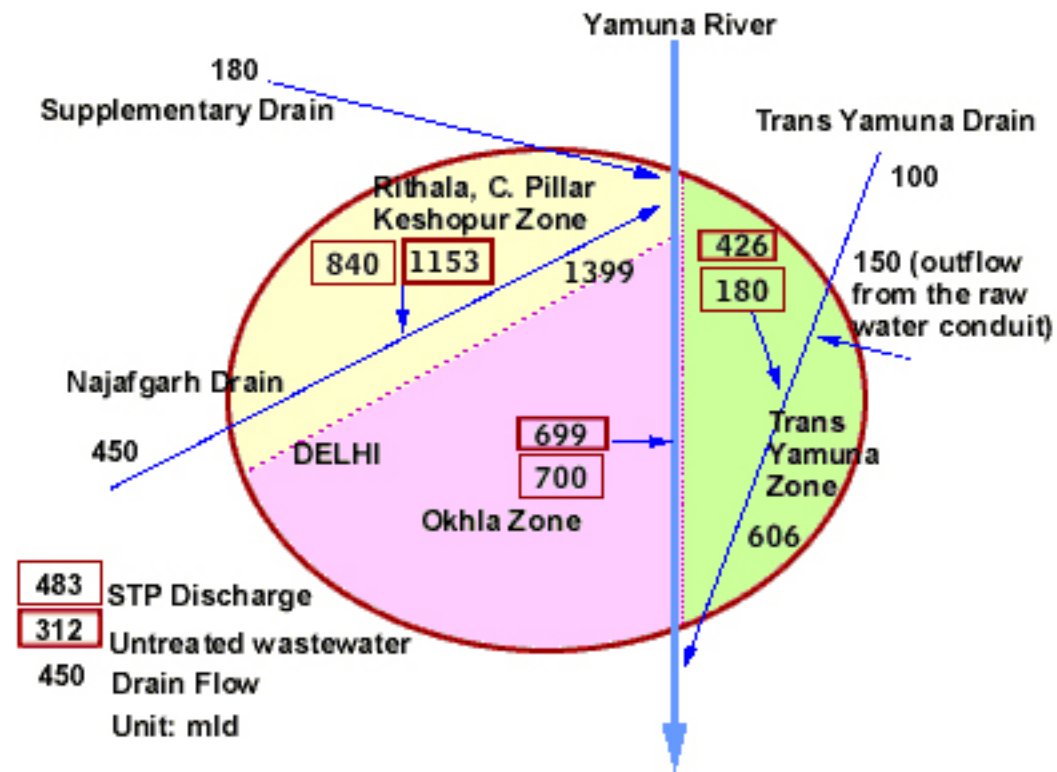 Yamuna River
180
Supplementary Drain
Trans Yamuna Drain
100
Rithala, C. Pillar
Keshopur Zone
840 1153
1399
426
180
150 (outflow
from the raw
water conduit)
Najafgarh Drain
450
DELHI
699
700
Okhla Zone
Trans
Yamuna
Zone
606
483 STP Discharge
312 Untreated wastewater
450 Drain Flow
Unit: mld